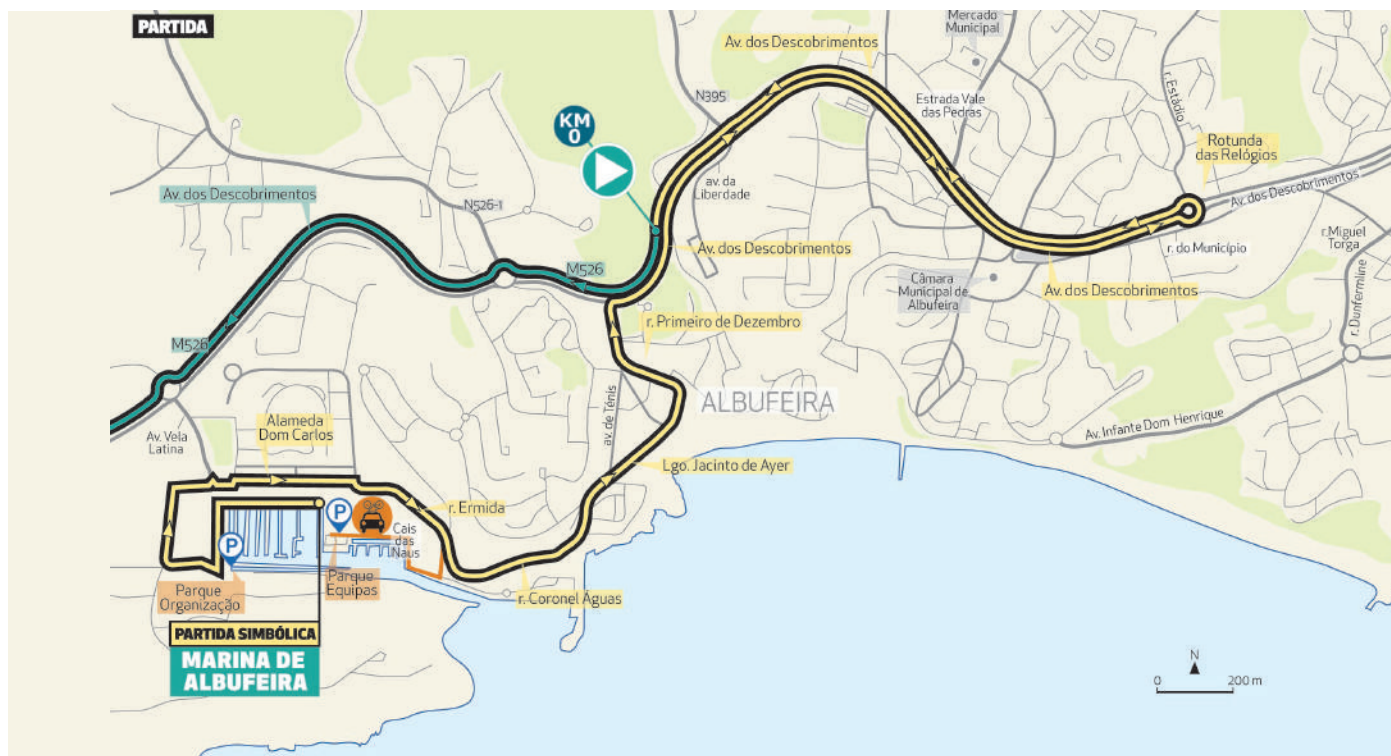 PARTIDA
Mercado
Municipal
Av. dos Descobrimentos
N395
Estrada Vale
das Pedras
r. Estádio
KM
0
Rotunda
das Relógios
Av. dos Descobrimentos
av. da
Liberdade
N526-1
Av. dos Descobrimentos
r.Miguel
Torga
Av. dos Descobrimentos
r. do Município
M526
Câmara
Municipal de
Albufeira
Av. dos Descobrimentos
r. Dunfermline
r. Primeiro de Dezembro
M526
ALBUFEIRA
av. de Ténis
Alameda
Dom Carlos
Av. Vela
Latina
Av. Infante Dom Henrique
Lgo. Jacinto de Ayer
r. Ermida
P
P
Cais
das
Naus
Parque
Organização
Parque
Equipas
r. Coronel Águas
PARTIDA SIMBÓLICA
MARINA DE
ALBUFEIRA
N
0 200 m